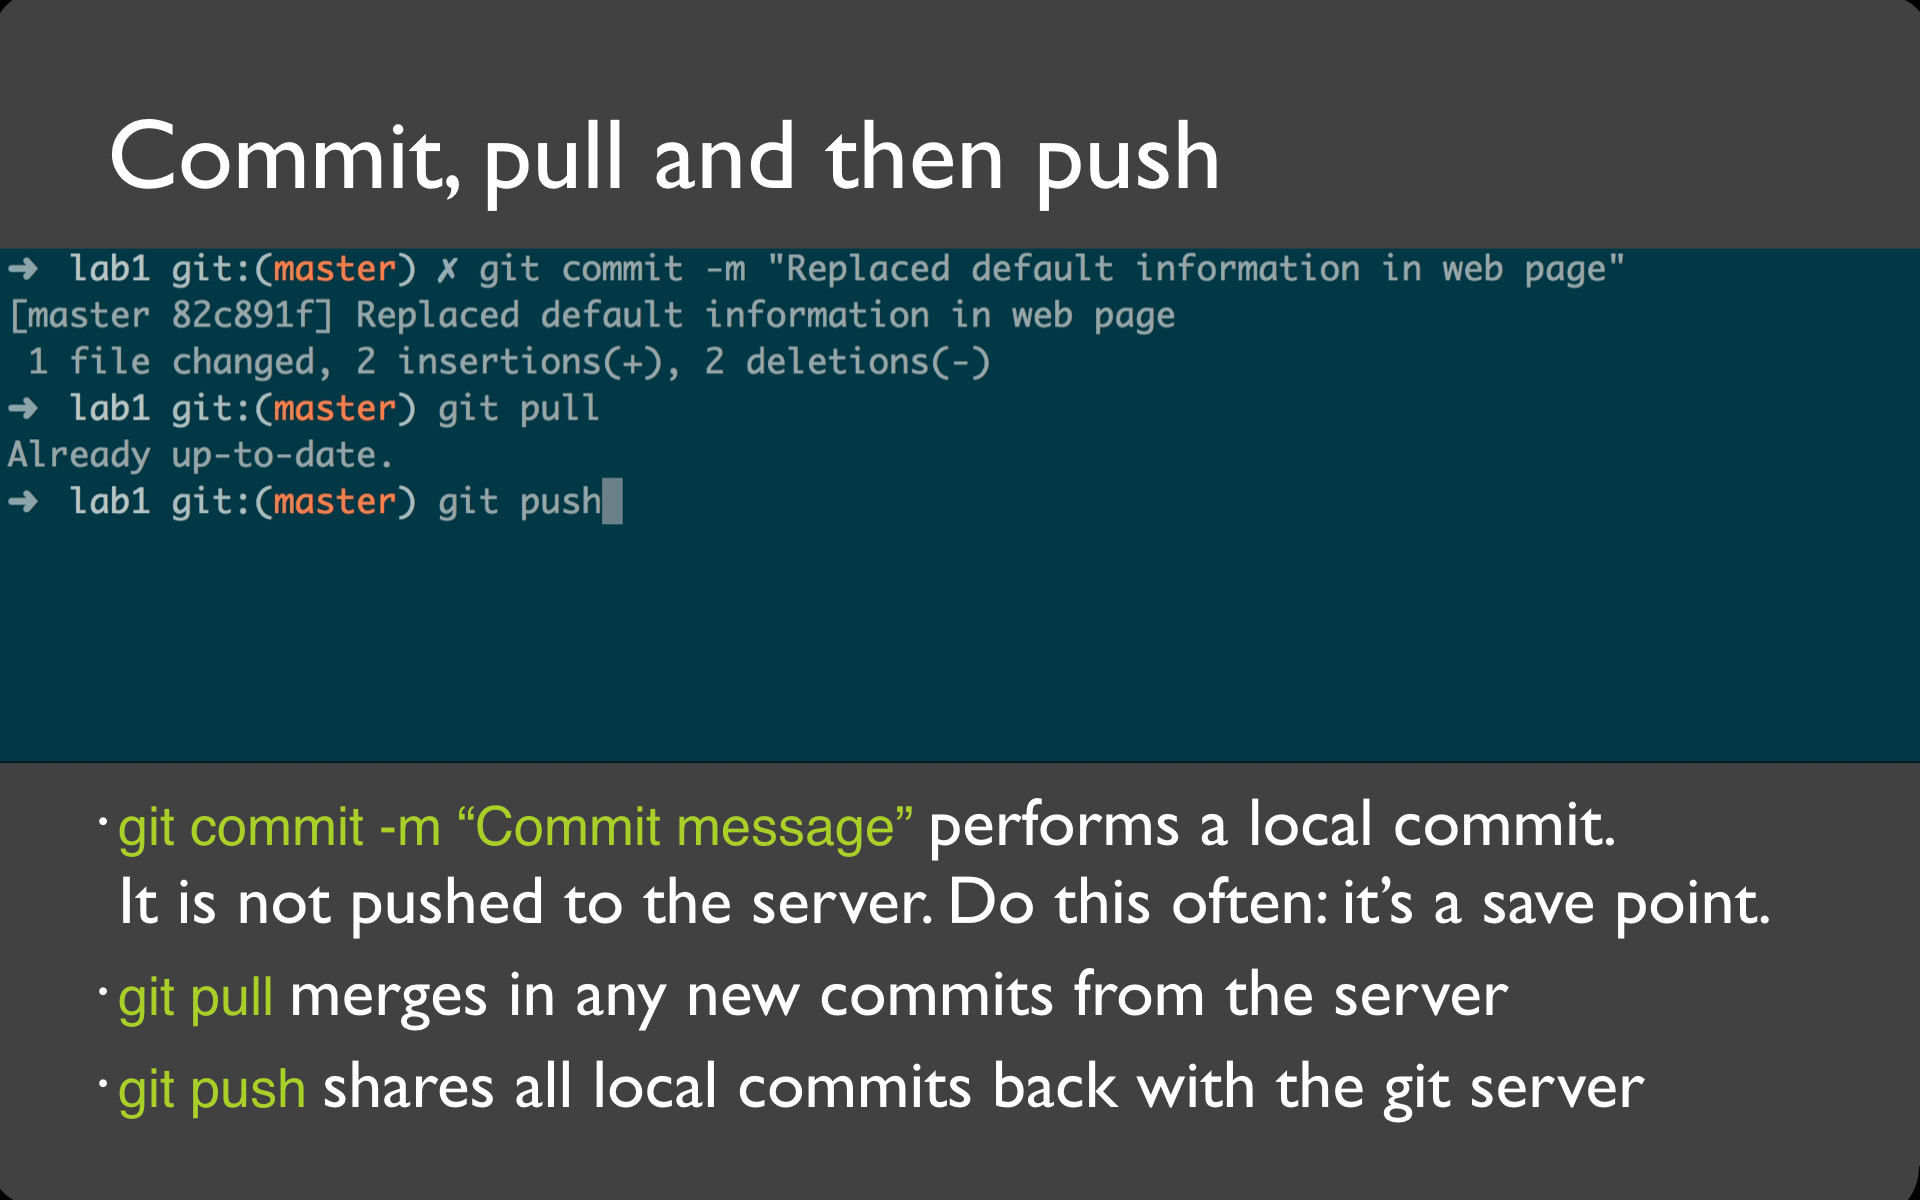 Commit, pull and then push
➜ lab1 git:(master) ✗ git commit -m "Replaced default information in web page"
[master 82c891f] Replaced default information in web page
1 file changed, 2 insertions(+), 2 deletions(-)
➜ lab1 git:(master) git pull
Already up-to-date.
➜ lab1 git:(master) git push
· git commit -m “Commit message” performs a local commit.
It is not pushed to the server. Do this often: it’s a save point.
· git pull merges in any new commits from the server
· git push shares all local commits back with the git server